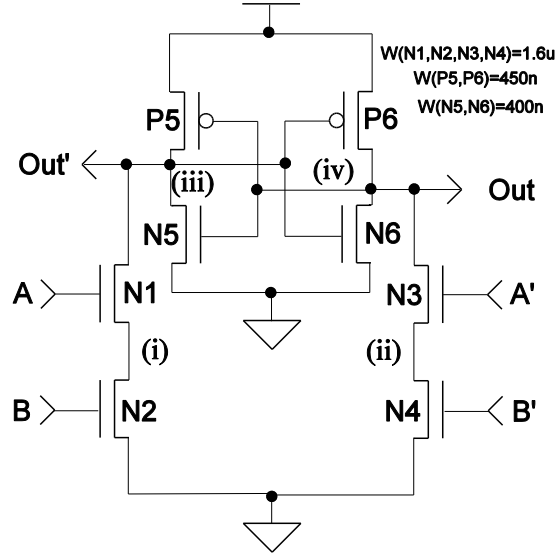 W(N1,N2,N3,N4)=1.6u
W(P5,P6)=450n
W(N5,N6)=400n
P5
P6
Out'
(iii)
(iv)
Out
N5
N6
A
N1
N3
A'
(i)
(ii)
B
N2
N4
B'